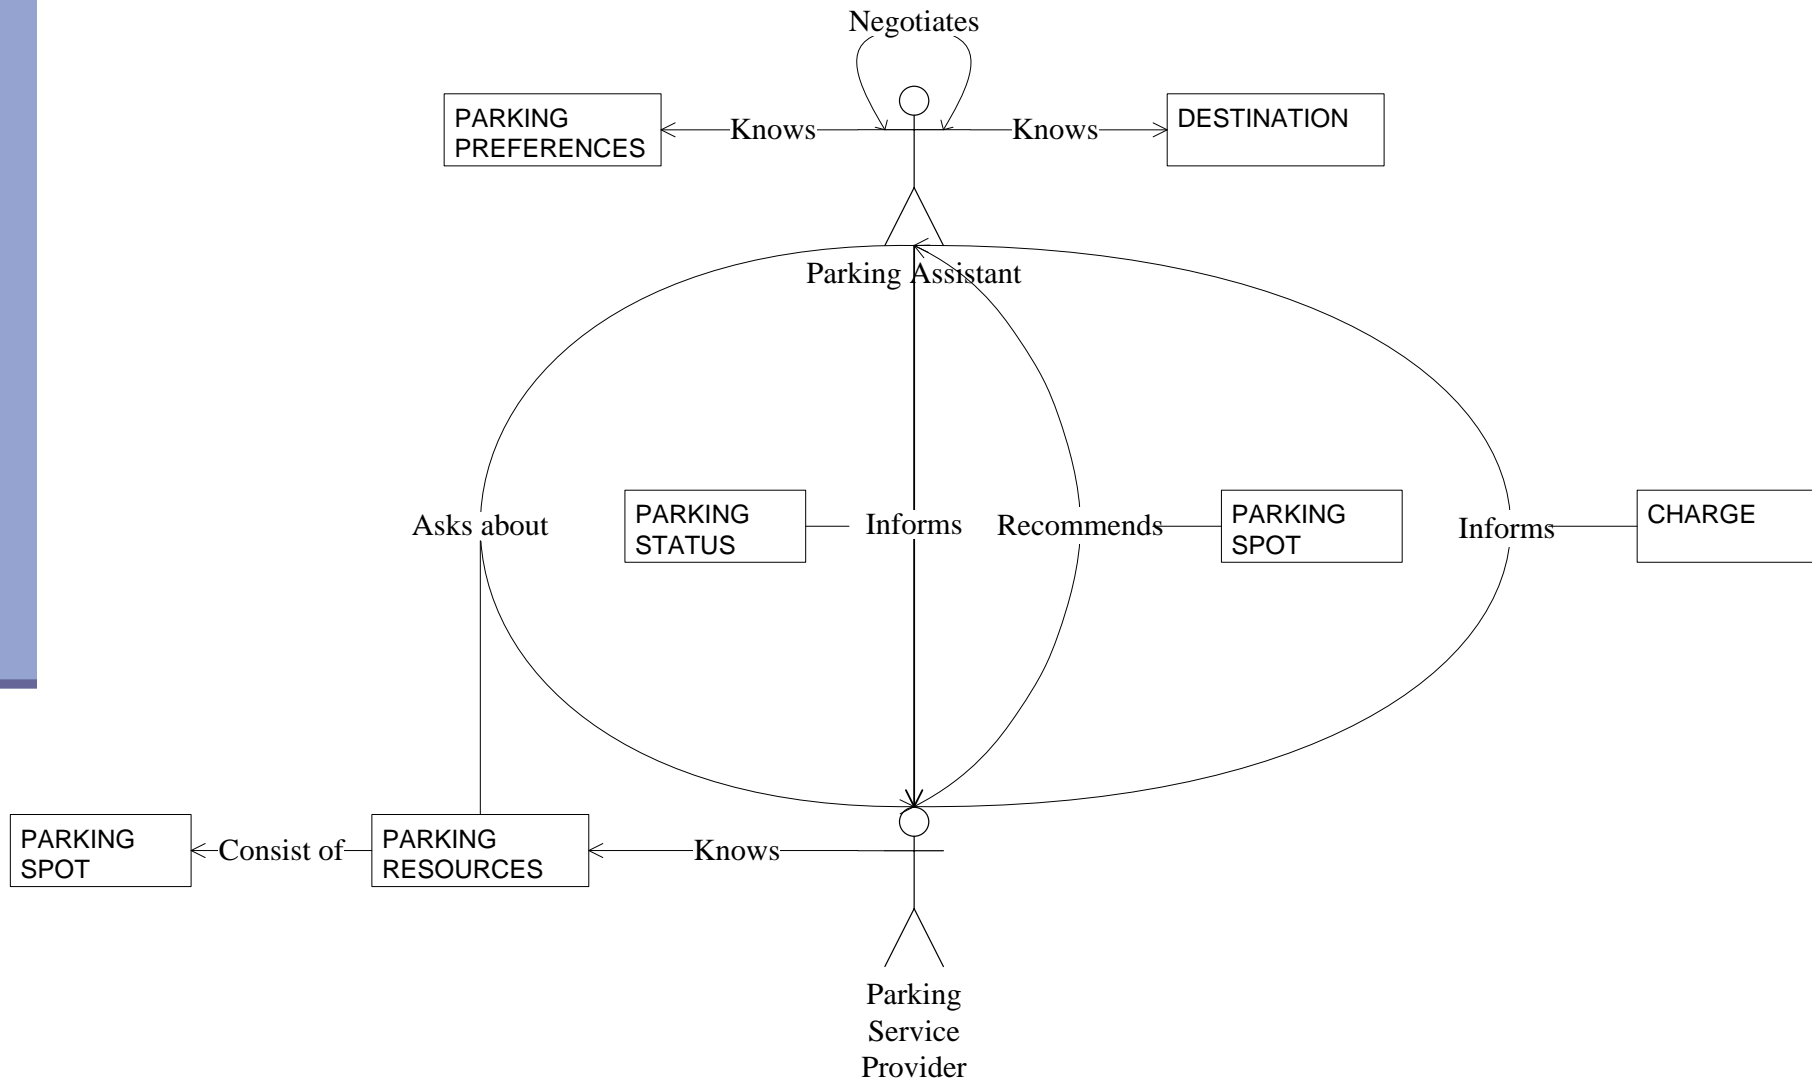 Negotiates
PARKING
PREFERENCES
Knows
Knows
DESTINATION
Parking Assistant
Asks about
PARKING
STATUS
Informs
Recommends
PARKING
SPOT
Informs
CHARGE
PARKING
SPOT
Consist of
PARKING
RESOURCES
Knows
Parking
Service
Provider